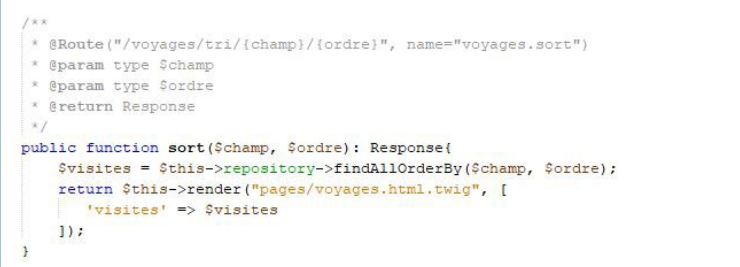 /**
 * @Route("/voyages/tri/{champ}/{ordre}", name="voyages.sort")
 * @param type $champ
 * @param type $ordre
 * @return Response
 */
public function sort($champ, $ordre): Response{
    $visites = $this->repository->findAllOrderBy($champ, $ordre);
    return $this->render("pages/voyages.html.twig", [
        'visites' => $visites
    ]);
}